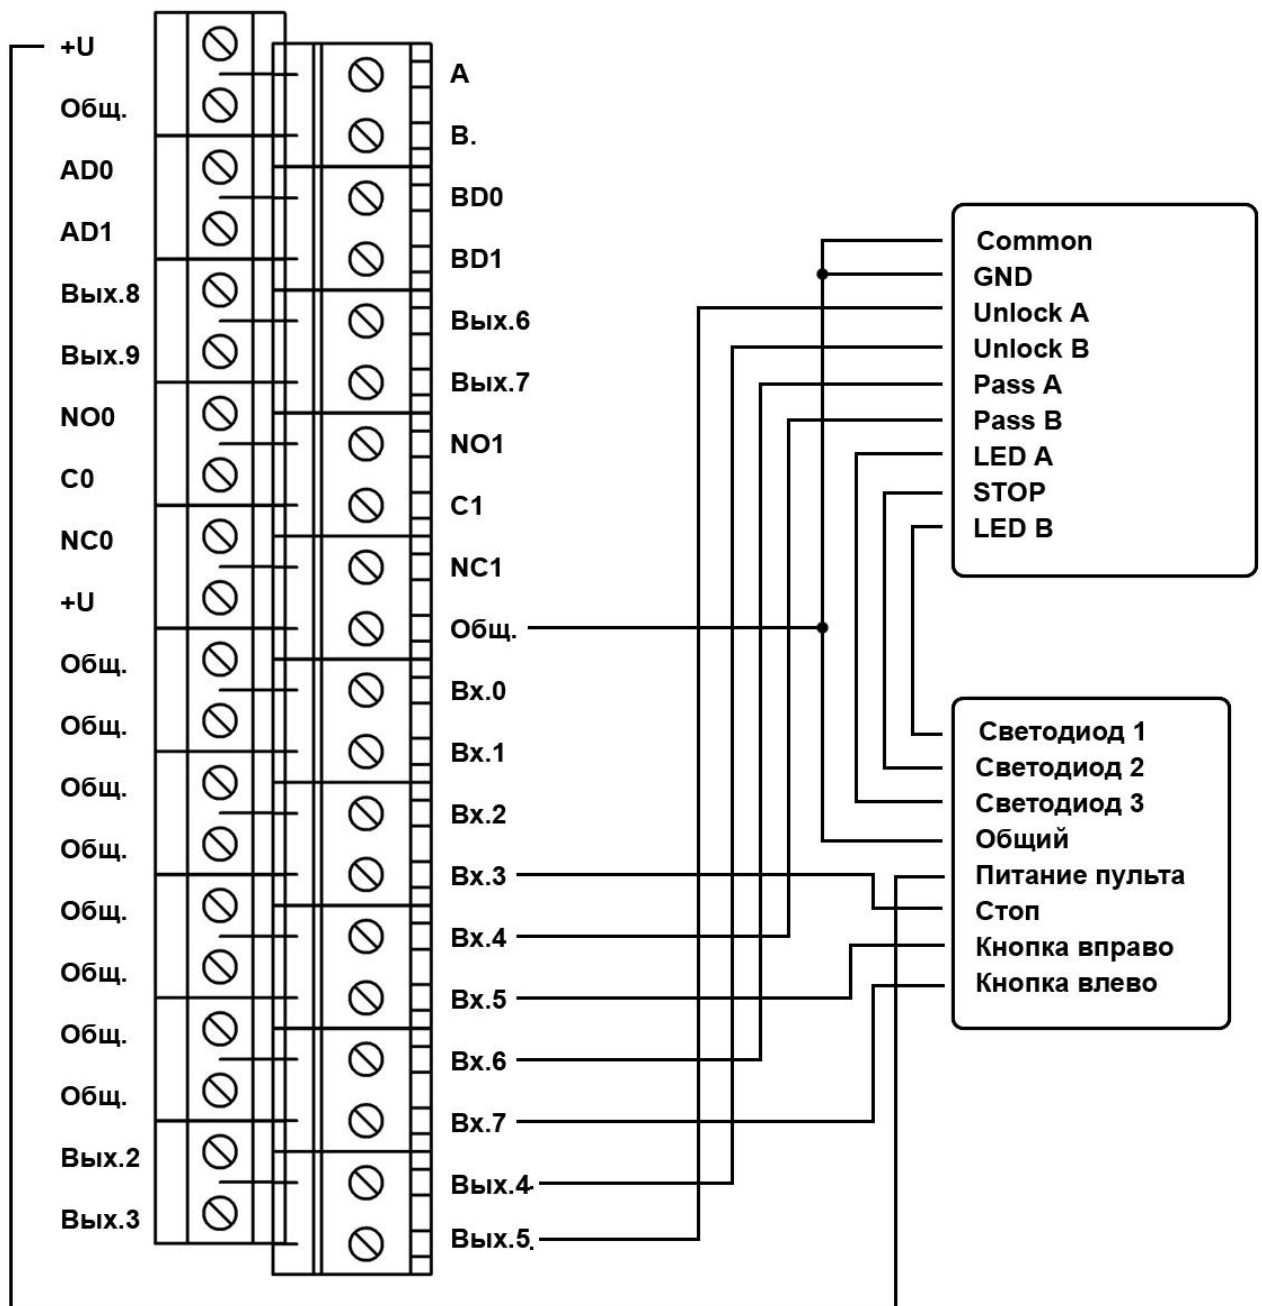 +U
Общ.
AD0
AD1
Вых.8
Вых.9
NO0
C0
NC0
+U
Общ.
Общ.
Общ.
Общ.
Общ.
Общ.
Общ.
Общ.
Вых.2
Вых.3
A
B.
BD0
BD1
Вых.6
Вых.7
NO1
C1
NC1
Общ.
Вх.0
Вх.1
Вх.2
Вх.3
Вх.4
Вх.5
Вх.6
Вх.7
Вых.4.
Вых.5.
Common
GND
Unlock A
Unlock B
Pass A
Pass B
LED A
STOP
LED B
Светодиод 1
Светодиод 2
Светодиод 3
Общий
Питание пульта
Стоп
Кнопка вправо
Кнопка влево